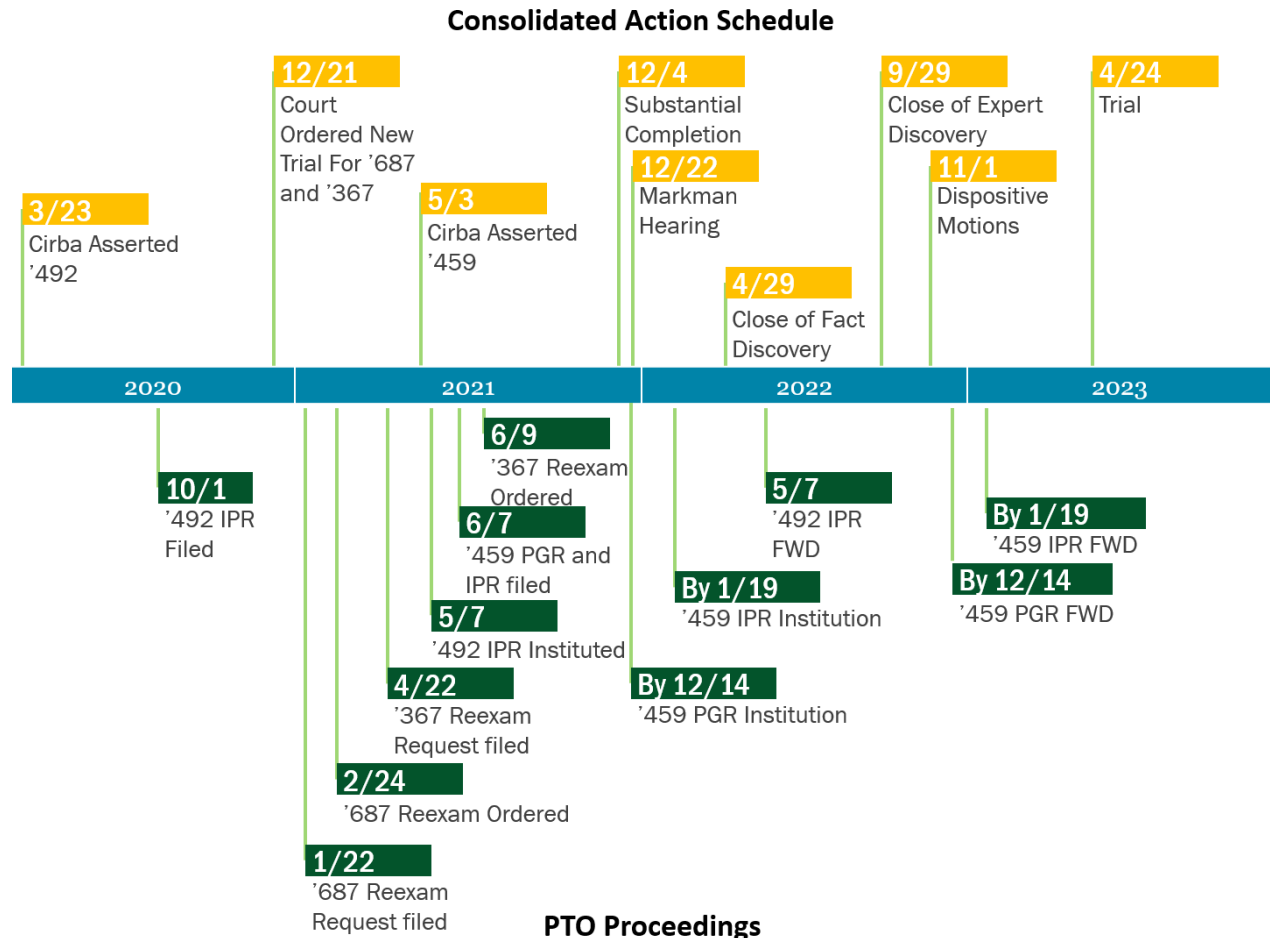 Consolidated Action Schedule
12/21
Court
Ordered New
Trial For ’687
and ’367
12/4
Substantial
Completion
9/29
Close of Expert
Discovery
4/24
Trial
3/23
Cirba Asserted
’492
5/3
Cirba Asserted
’459
12/22
Markman
Hearing
11/1
Dispositive
Motions
4/29
Close of Fact
Discovery
2020
2021
2022
2023
6/9
’367 Reexam
Ordered
10/1
’492 IPR
Filed
6/7
’459 PGR and
IPR filed
5/7
’492 IPR
FWD
By 1/19
’459 IPR FWD
By 1/19
’459 IPR Institution
By 12/14
’459 PGR FWD
5/7
’492 IPR Instituted
4/22
’367 Reexam
Request filed
By 12/14
’459 PGR Institution
2/24
’687 Reexam Ordered
1/22
’687 Reexam
Request filed
PTO Proceedings